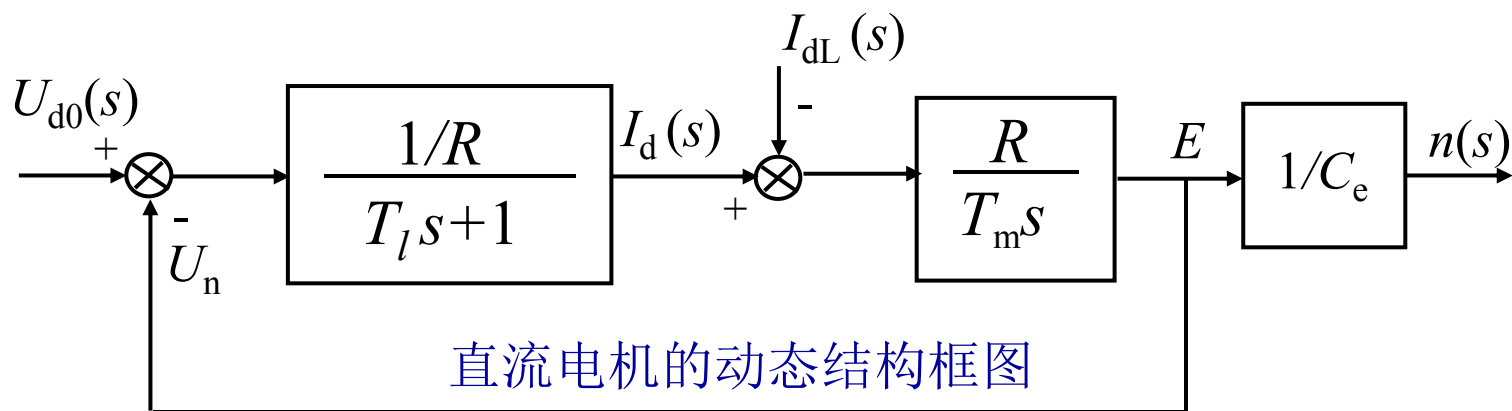 U_d0(s)
+
-
U_n
1/R
T_l s+1
I_d(s)
I_dL(s)
-
+
R
T_m s
E
1/C_e
n(s)
直流电机的动态结构框图